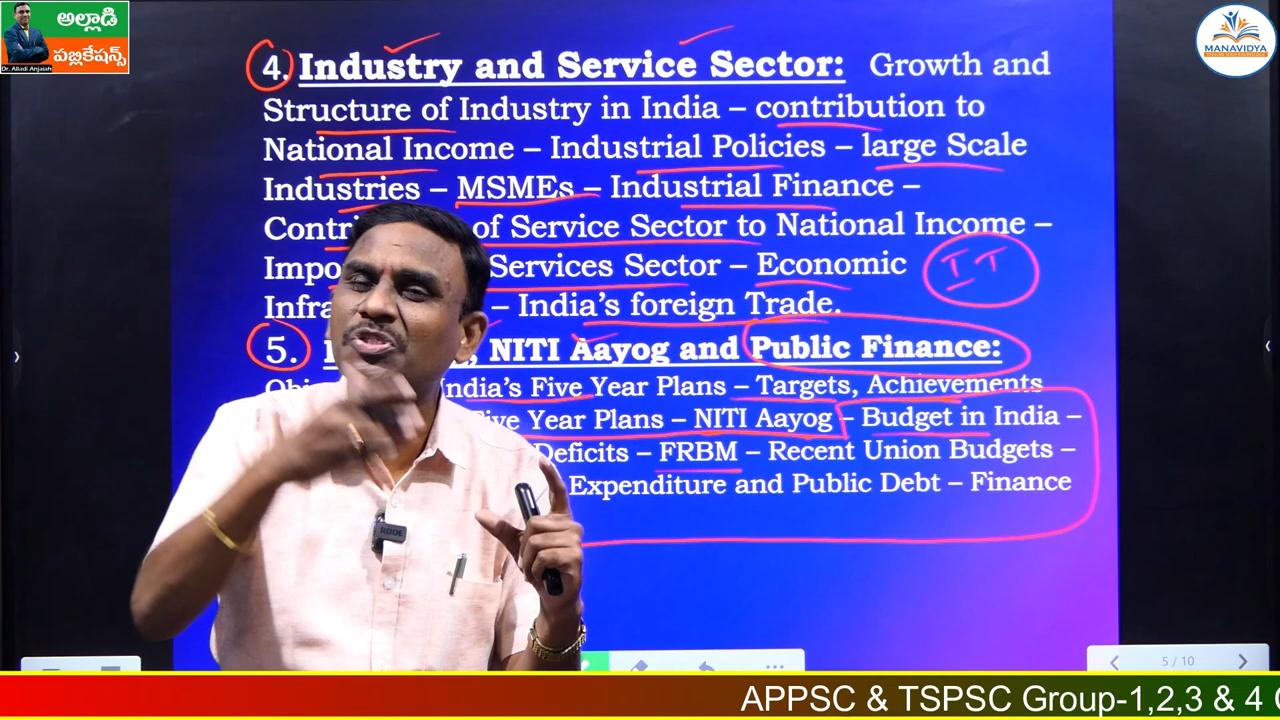 అల్లాడి
పబ్లికేషన్స్
Dr. Alladi Anjaiah
MANAVIDYA
4. Industry and Service Sector: Growth and
Structure of Industry in India – contribution to
National Income – Industrial Policies – large Scale
Industries – MSMEs – Industrial Finance –
of Service Sector to National Income –
Services Sector – Economic
IT
– India's foreign Trade.
5. , NITI Aayog and Public Finance:
India's Five Year Plans – Targets, Achievements
Five Year Plans – NITI Aayog – Budget in India –
Deficits – FRBM – Recent Union Budgets –
Expenditure and Public Debt – Finance
RODE
5 / 10
APPSC & TSPSC Group-1,2,3 & 4